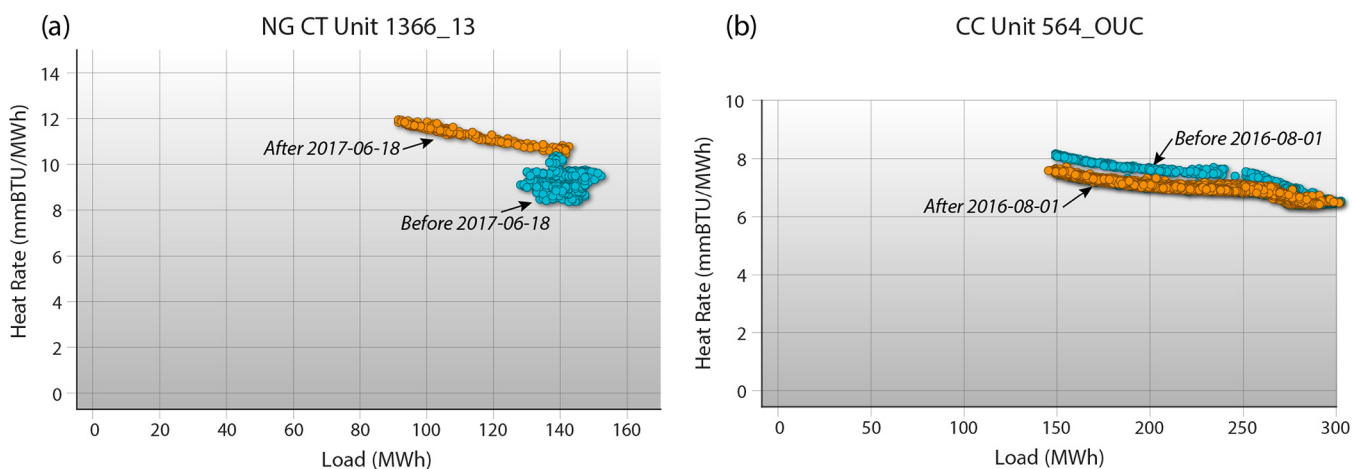 (a)
NG CT Unit 1366_13
Heat Rate (mmBTU/MWh)
14
12
10
8
6
4
2
0
After 2017-06-18
Before 2017-06-18
0 20 40 60 80 100 120 140 160
Load (MWh)
(b)
CC Unit 564_OUC
Heat Rate (mmBTU/MWh)
10
8
6
4
2
0
Before 2016-08-01
After 2016-08-01
0 50 100 150 200 250 300
Load (MWh)